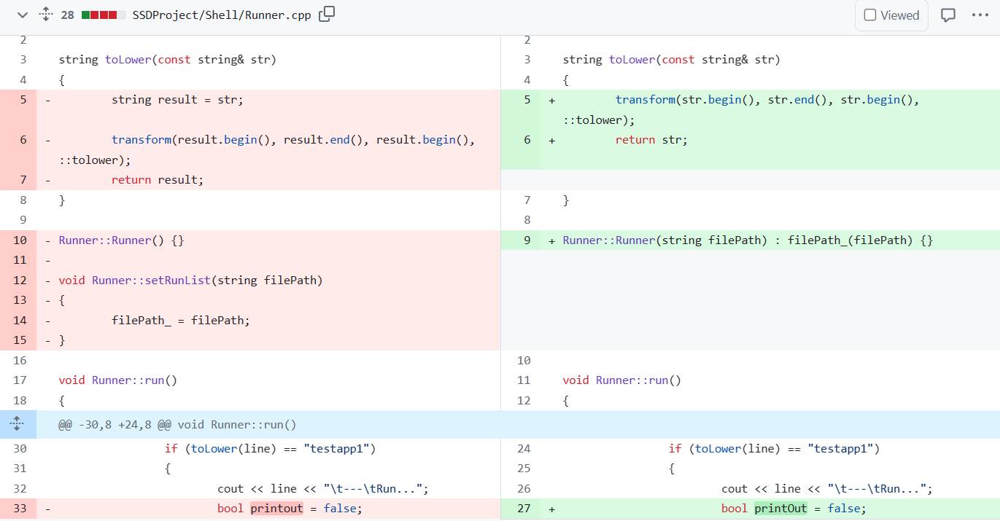 28 SSDProject/Shell/Runner.cpp Viewed
2 2
3 string toLower(const string& str) 3 string toLower(const string& str)
4 { 4 {
5 - string result = str; 5 + transform(str.begin(), str.end(), str.begin(),
::tolower);
6 - transform(result.begin(), result.end(), result.begin(), 6 + return str;
::tolower);
7 - return result;
8 } 7 }
9 8
10 - Runner::Runner() {} 9 + Runner::Runner(string filePath) : filePath_(filePath) {}
11 -
12 - void Runner::setRunList(string filePath)
13 - {
14 - filePath_ = filePath;
15 - }
16 10
17 void Runner::run() 11 void Runner::run()
18 { 12 {
@@ -30,8 +24,8 @@ void Runner::run()
30 if (toLower(line) == "testapp1") 24 if (toLower(line) == "testapp1")
31 { 25 {
32 cout << line << "\t---\tRun..."; 26 cout << line << "\t---\tRun...";
33 - bool printout = false; 27 + bool printOut = false;